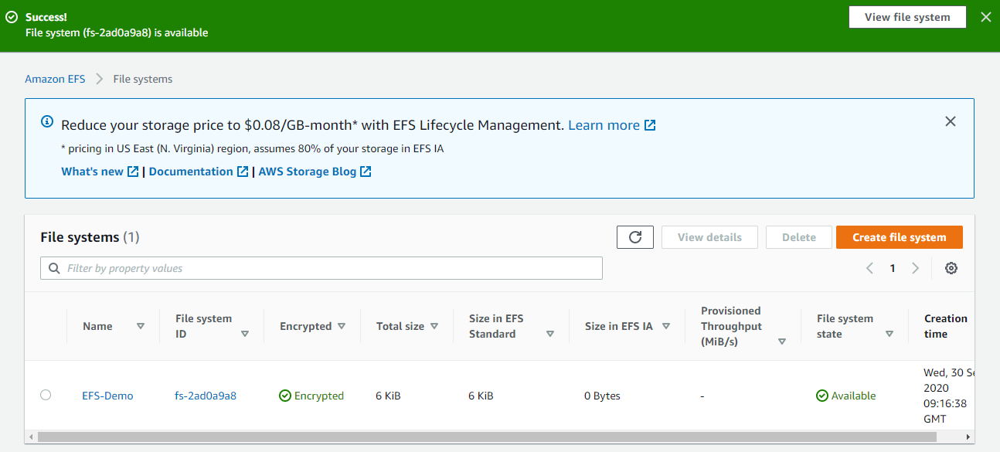 Success!
View file system
File system (fs-2ad0a9a8) is available
Amazon EFS
File systems
Reduce your storage price to $0.08/GB-month* with EFS Lifecycle Management. Learn more
* pricing in US East (N. Virginia) region, assumes 80% of your storage in EFS IA
What's new | Documentation | AWS Storage Blog
File systems (1)
View details
Delete
Create file system
Filter by property values
1
Name
File system
ID
Encrypted
Total size
Size in EFS
Standard
Size in EFS IA
Provisioned
Throughput
(MiB/s)
File system
state
Creation
time
EFS-Demo
fs-2ad0a9a8
Encrypted
6 KiB
6 KiB
0 Bytes
-
Available
Wed, 30
2020
09:16:38
GMT